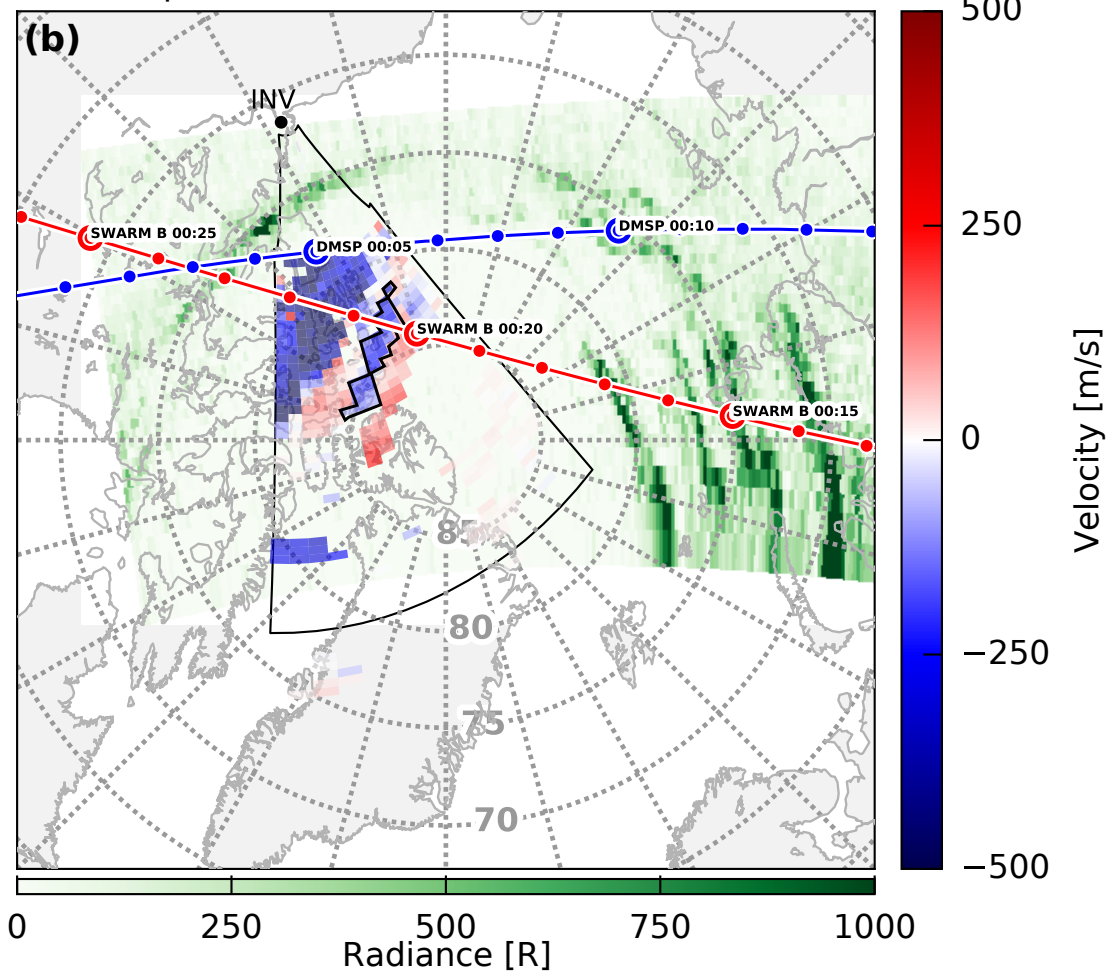 (b)
INV
SWARM B 00:25
DMSP 00:05
DMSP 00:10
SWARM B 00:20
SWARM B 00:15
85
80
75
70
500
250
0
−250
−500
Velocity [m/s]
0 250 500 750 1000
Radiance [R]